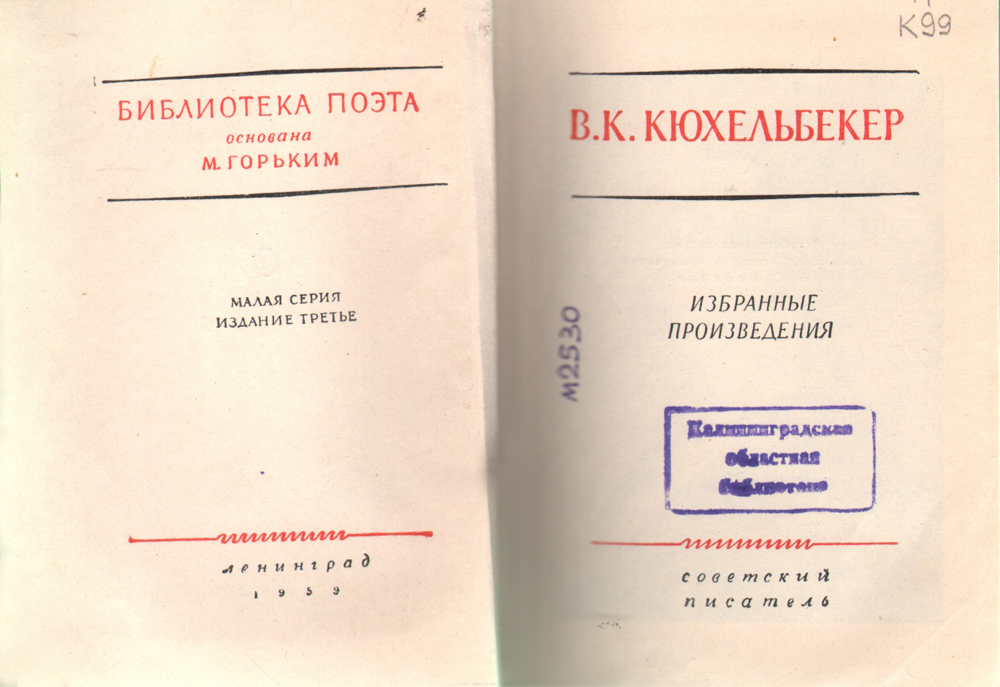 БИБЛИОТЕКА ПОЭТА
основана
М. ГОРЬКИМ
МАЛАЯ СЕРИЯ
ИЗДАНИЕ ТРЕТЬЕ
ленинград
1959
К99
В. К. КЮХЕЛЬБЕКЕР
ИЗБРАННЫЕ
ПРОИЗВЕДЕНИЯ
М2530
Калининградская
областная
библиотека
советский
писатель